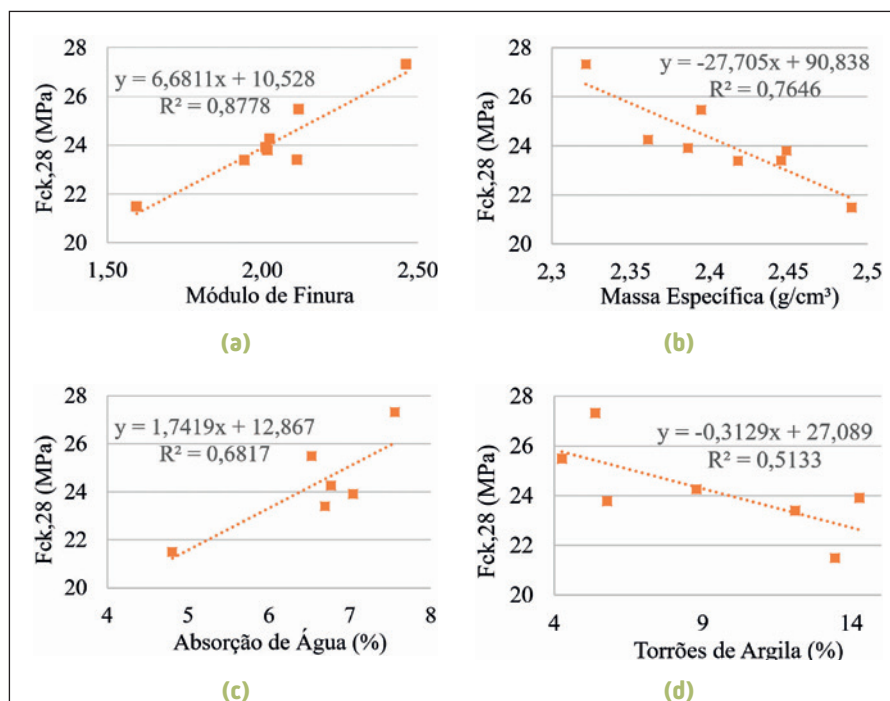 28
26
24
22
20
Fck,28 (MPa)
y = 6,6811x + 10,528
R² = 0,8778
1,50
2,00
2,50
Módulo de Finura
(a)
28
26
24
22
20
Fck,28 (MPa)
y = -27,705x + 90,838
R² = 0,7646
2,3
2,35
2,4
2,45
2,5
Massa Específica (g/cm³)
(b)
28
26
24
22
20
Fck,28 (MPa)
y = 1,7419x + 12,867
R² = 0,6817
4
5
6
7
8
Absorção de Água (%)
(c)
28
26
24
22
20
Fck,28 (MPa)
y = -0,3129x + 27,089
R² = 0,5133
4
9
14
Torrões de Argila (%)
(d)